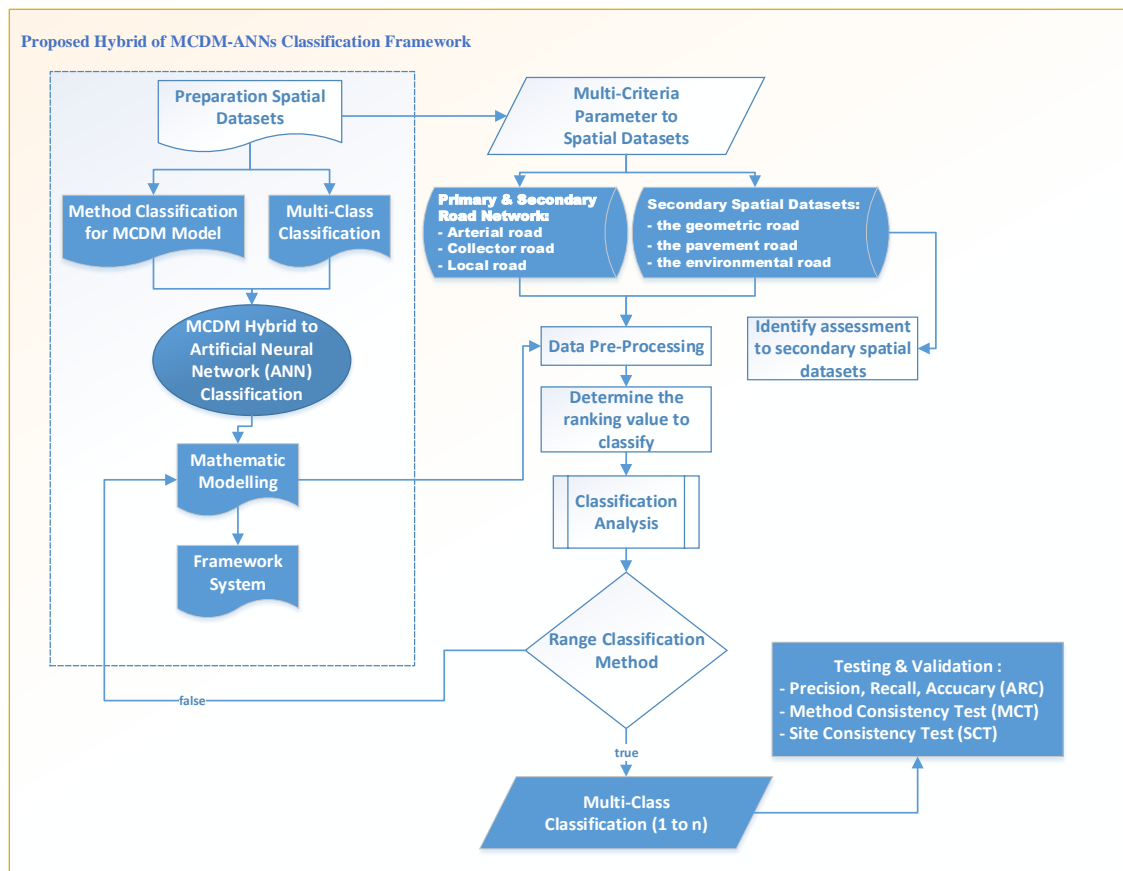 Proposed Hybrid of MCDM-ANNs Classification Framework
Preparation Spatial
Datasets
Multi-Criteria
Parameter to
Spatial Datasets
Method Classification
for MCDM Model
Multi-Class
Classification
Primary & Secondary
Road Network:
- Arterial road
- Collector road
- Local road
Secondary Spatial Datasets:
- the geometric road
- the pavement road
- the environmental road
MCDM Hybrid to
Artificial Neural
Network (ANN)
Classification
Data Pre-Processing
Identify assessment
to secondary spatial
datasets
Determine the
ranking value to
classify
Mathematic
Modelling
Classification
Analysis
Framework
System
Range Classification
Method
false
true
Testing & Validation :
- Precision, Recall, Accucary (ARC)
- Method Consistency Test (MCT)
- Site Consistency Test (SCT)
Multi-Class
Classification (1 to n)